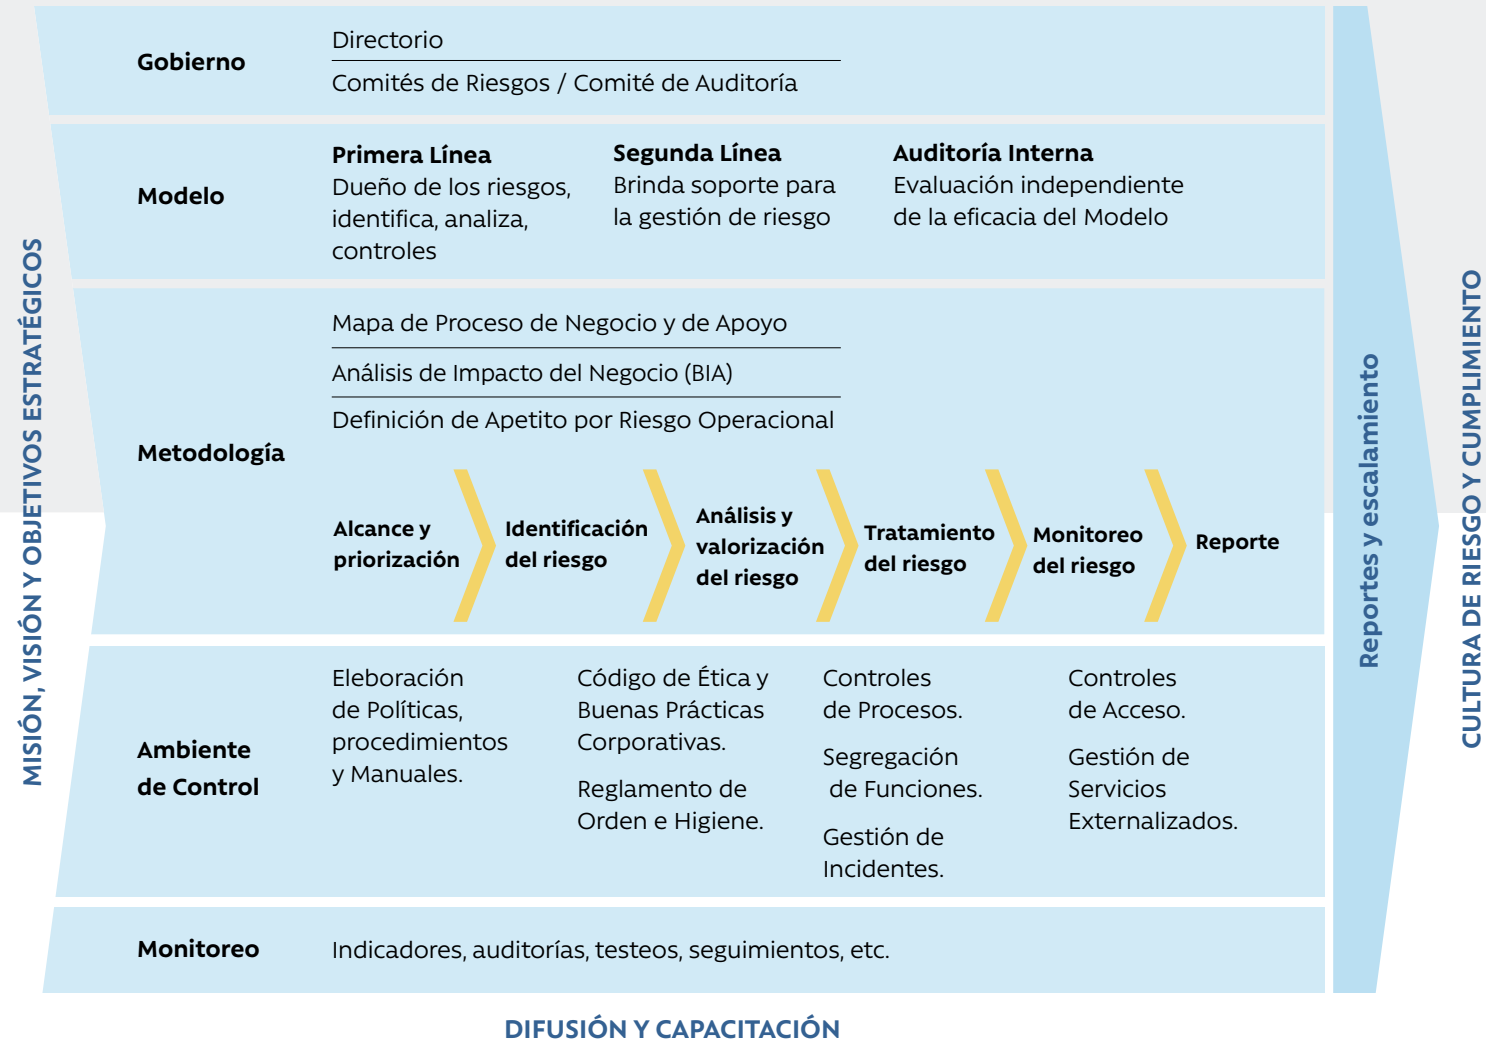 MISIÓN, VISIÓN Y OBJETIVOS ESTRATÉGICOS
Gobierno
Directorio
Comités de Riesgos / Comité de Auditoría
Modelo
Primera Línea
Dueño de los riesgos,
identifica, analiza,
controles
Segunda Línea
Brinda soporte para
la gestión de riesgo
Auditoría Interna
Evaluación independiente
de la eficacia del Modelo
Metodología
Mapa de Proceso de Negocio y de Apoyo
Análisis de Impacto del Negocio (BIA)
Definición de Apetito por Riesgo Operacional
Alcance y
priorización
Identificación
del riesgo
Análisis y
valorización
del riesgo
Tratamiento
del riesgo
Monitoreo
del riesgo
Reporte
Ambiente
de Control
Eleboración
de Políticas,
procedimientos
y Manuales.
Código de Ética y
Buenas Prácticas
Corporativas.
Reglamento de
Orden e Higiene.
Controles
de Procesos.
Segregación
de Funciones.
Gestión de
Incidentes.
Controles
de Acceso.
Gestión de
Servicios
Externalizados.
Monitoreo
Indicadores, auditorías, testeos, seguimientos, etc.
Reportes y escalamiento
CULTURA DE RIESGO Y CUMPLIMIENTO
DIFUSIÓN Y CAPACITACIÓN